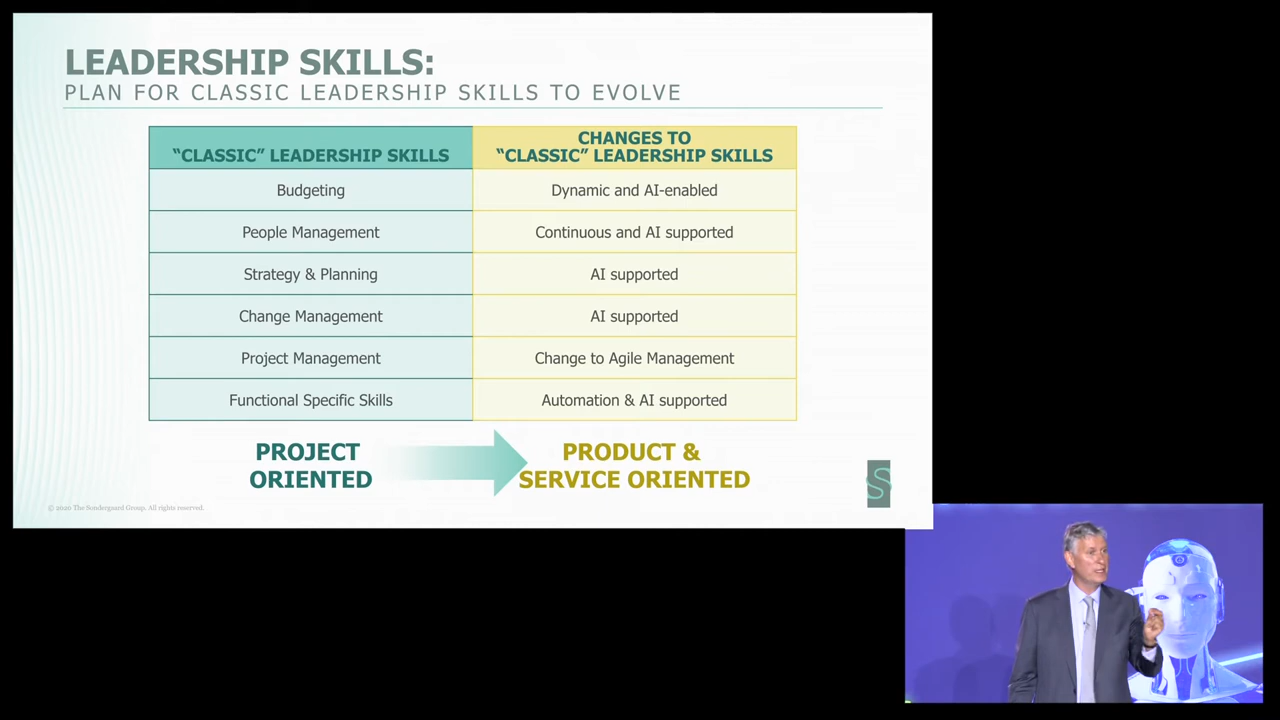 LEADERSHIP SKILLS:
PLAN FOR CLASSIC LEADERSHIP SKILLS TO EVOLVE
“CLASSIC” LEADERSHIP SKILLS
CHANGES TO
“CLASSIC” LEADERSHIP SKILLS
Budgeting
Dynamic and AI-enabled
People Management
Continuous and AI supported
Strategy & Planning
AI supported
Change Management
AI supported
Project Management
Change to Agile Management
Functional Specific Skills
Automation & AI supported
PROJECT
ORIENTED
PRODUCT &
SERVICE ORIENTED
S
© 2020 The Sondergaard Group. All rights reserved.